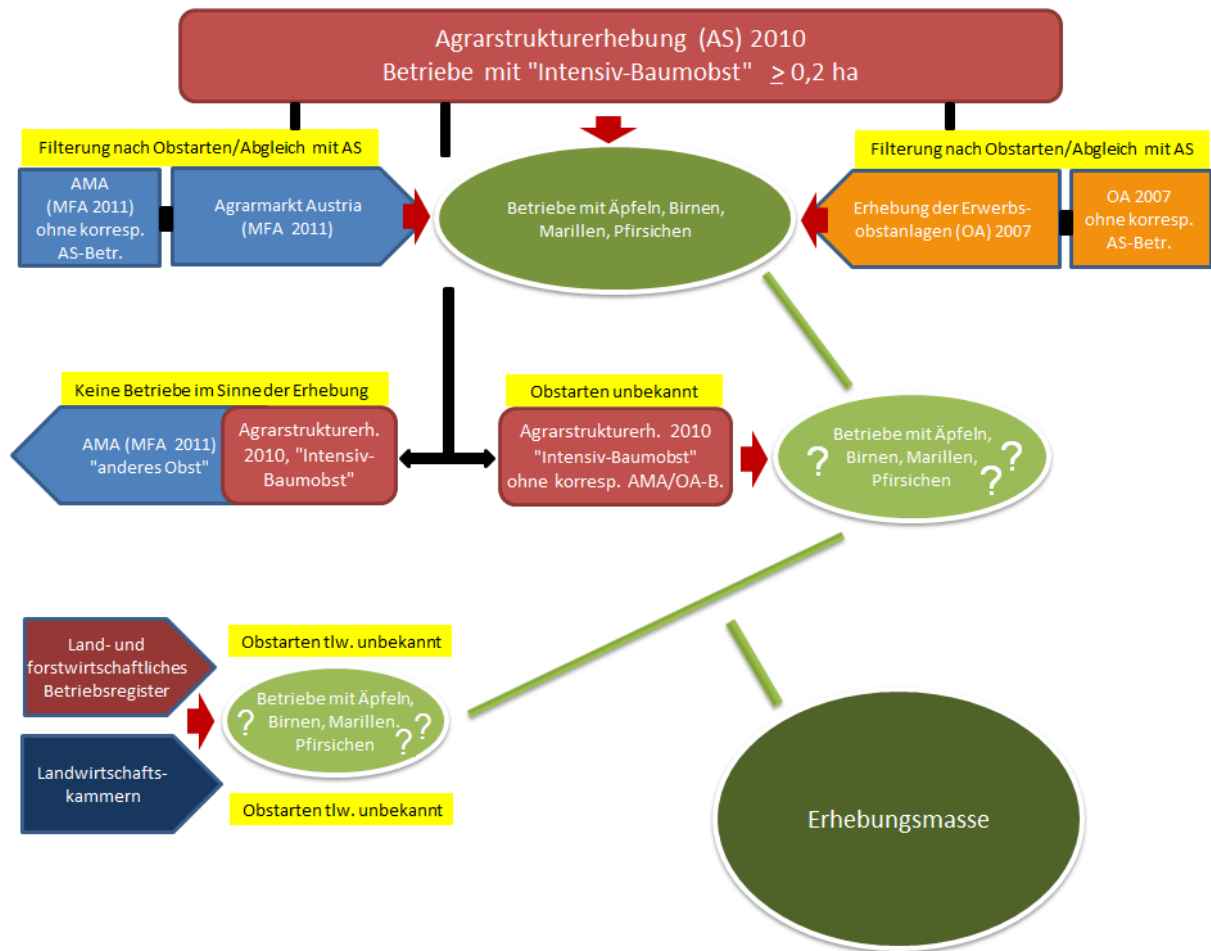 Agrarstrukturerhebung (AS) 2010
Betriebe mit "Intensiv-Baumobst" ≥ 0,2 ha
Filterung nach Obstarten/Abgleich mit AS
Filterung nach Obstarten/Abgleich mit AS
AMA
(MFA 2011)
ohne korresp.
AS-Betr.
Agrarmarkt Austria
(MFA 2011)
Betriebe mit Äpfeln, Birnen,
Marillen, Pfirsichen
Erhebung der Erwerbs-
obstanlagen (OA) 2007
OA 2007
ohne korresp.
AS-Betr.
Keine Betriebe im Sinne der Erhebung
Obstarten unbekannt
AMA (MFA 2011)
"anderes Obst"
Agrarstrukturerh.
2010, "Intensiv-
Baumobst"
Agrarstrukturerh. 2010
"Intensiv-Baumobst"
ohne korresp. AMA/OA-B.
Betriebe mit Äpfeln,
? Birnen, Marillen, ?
Pfirsichen ?
Land- und
forstwirtschaftliches
Betriebsregister
Obstarten tlw. unbekannt
Betriebe mit Äpfeln,
? Birnen, Marillen. ?
Pfirsichen ?
Landwirtschafts-
kammern
Obstarten tlw. unbekannt
Erhebungsmasse